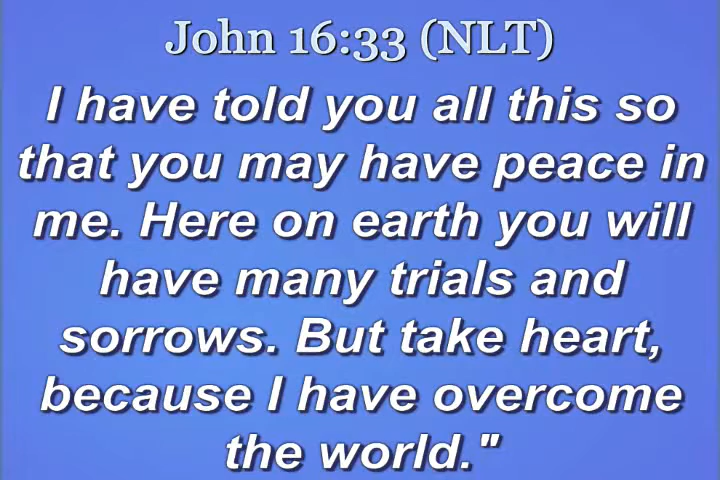 John 16:33 (NLT)
I have told you all this so
that you may have peace in
me. Here on earth you will
have many trials and
sorrows. But take heart,
because I have overcome
the world."